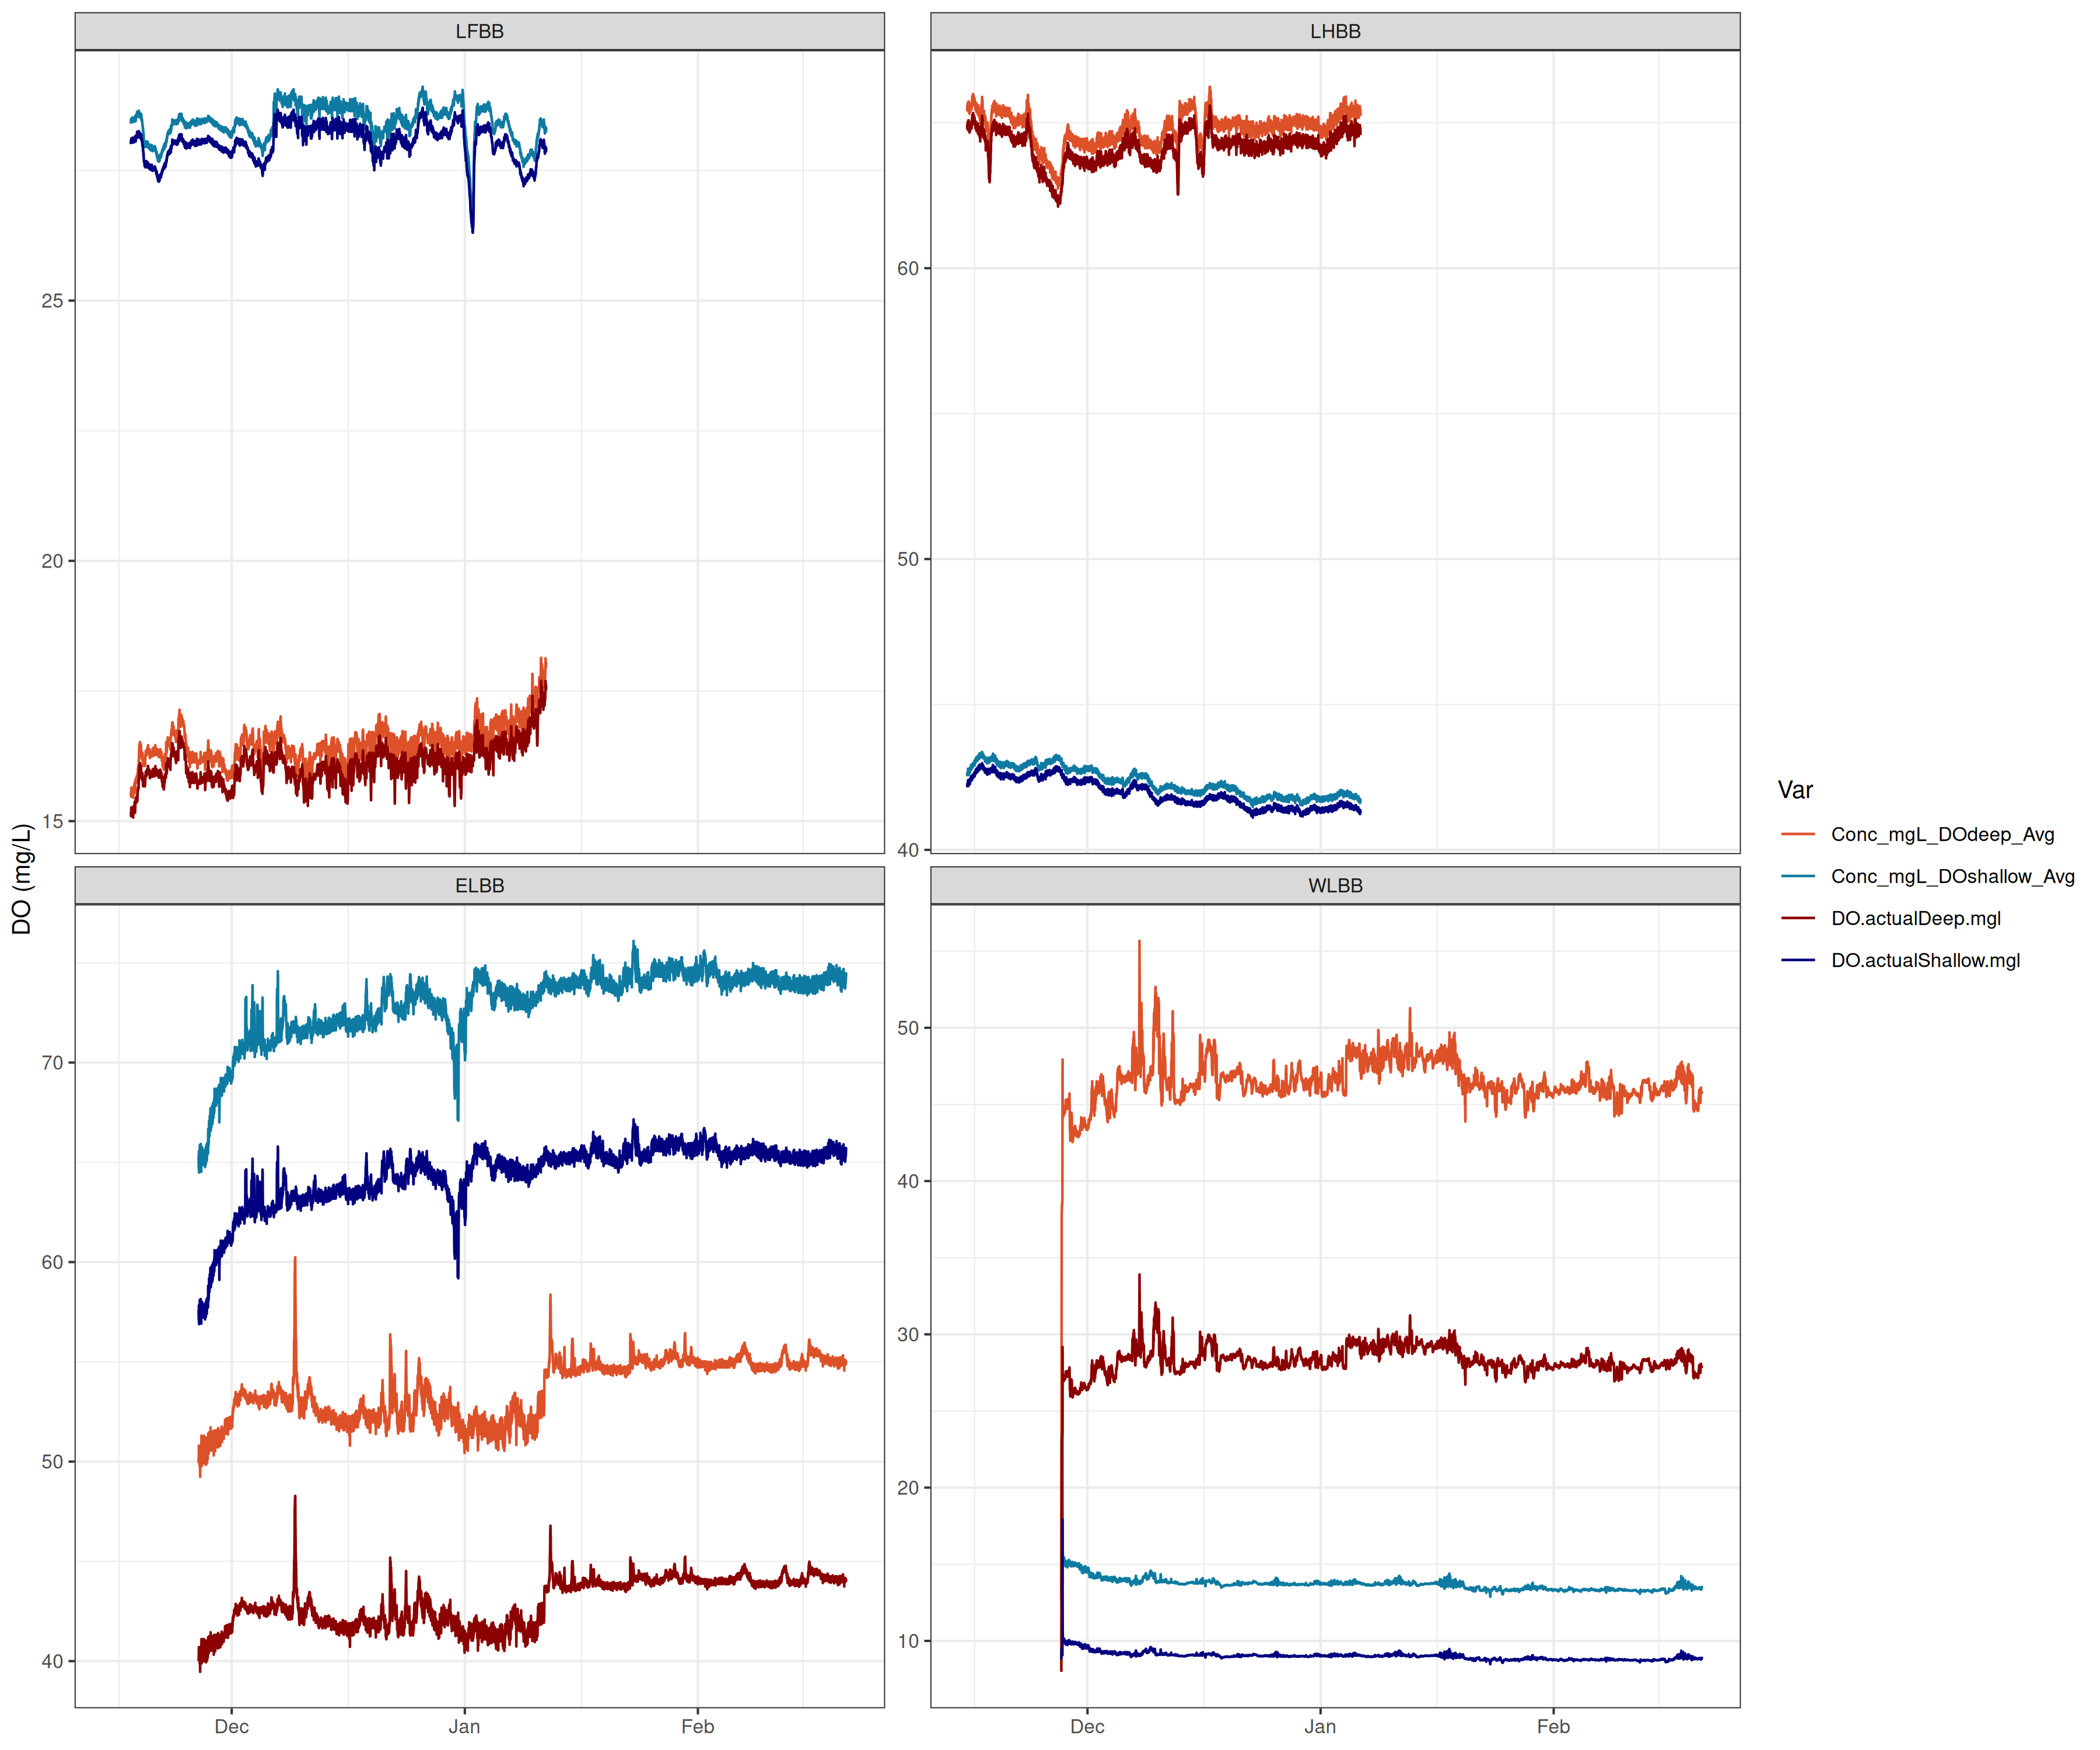 LFBB
LHBB
25
20
15
60
50
40
DO (mg/L)
ELBB
WLBB
70
60
50
40
50
40
30
20
10
Dec
Jan
Feb
Dec
Jan
Feb
Var
Conc_mgL_DOdeep_Avg
Conc_mgL_DOshallow_Avg
DO.actualDeep.mgl
DO.actualShallow.mgl